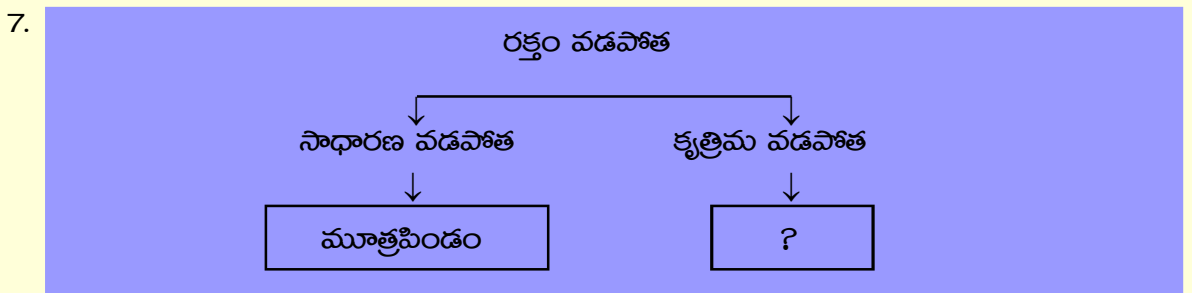 7.
రక్తం వడపోత
సాధారణ వడపోత కృత్రిమ వడపోత
మూత్రపిండం ?